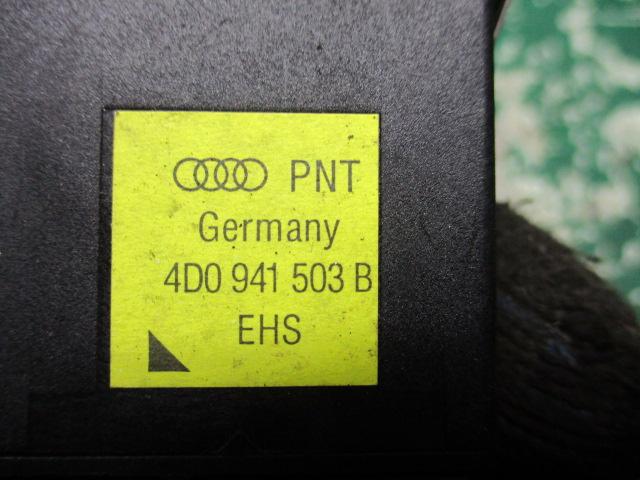 PNT
Germany
4D0 941 503 B
EHS